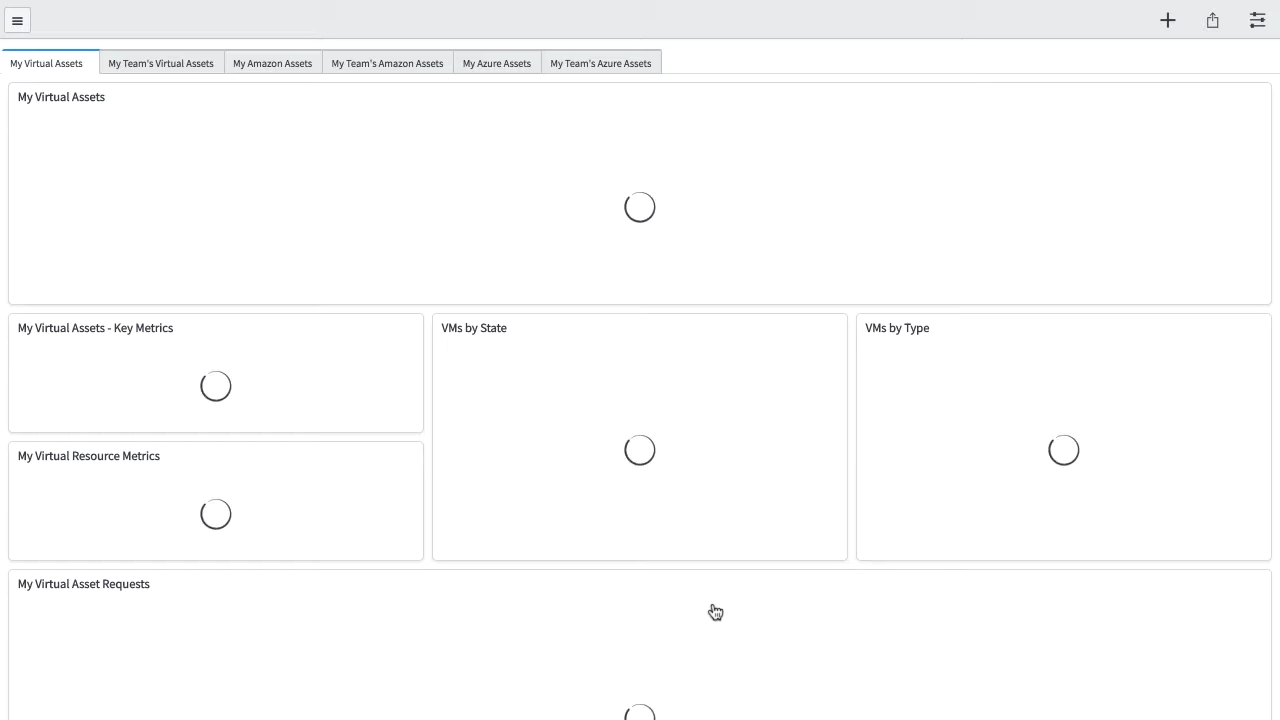 My Virtual Assets
My Team's Virtual Assets
My Amazon Assets
My Team's Amazon Assets
My Azure Assets
My Team's Azure Assets
My Virtual Assets
My Virtual Assets - Key Metrics
VMs by State
VMs by Type
My Virtual Resource Metrics
My Virtual Asset Requests